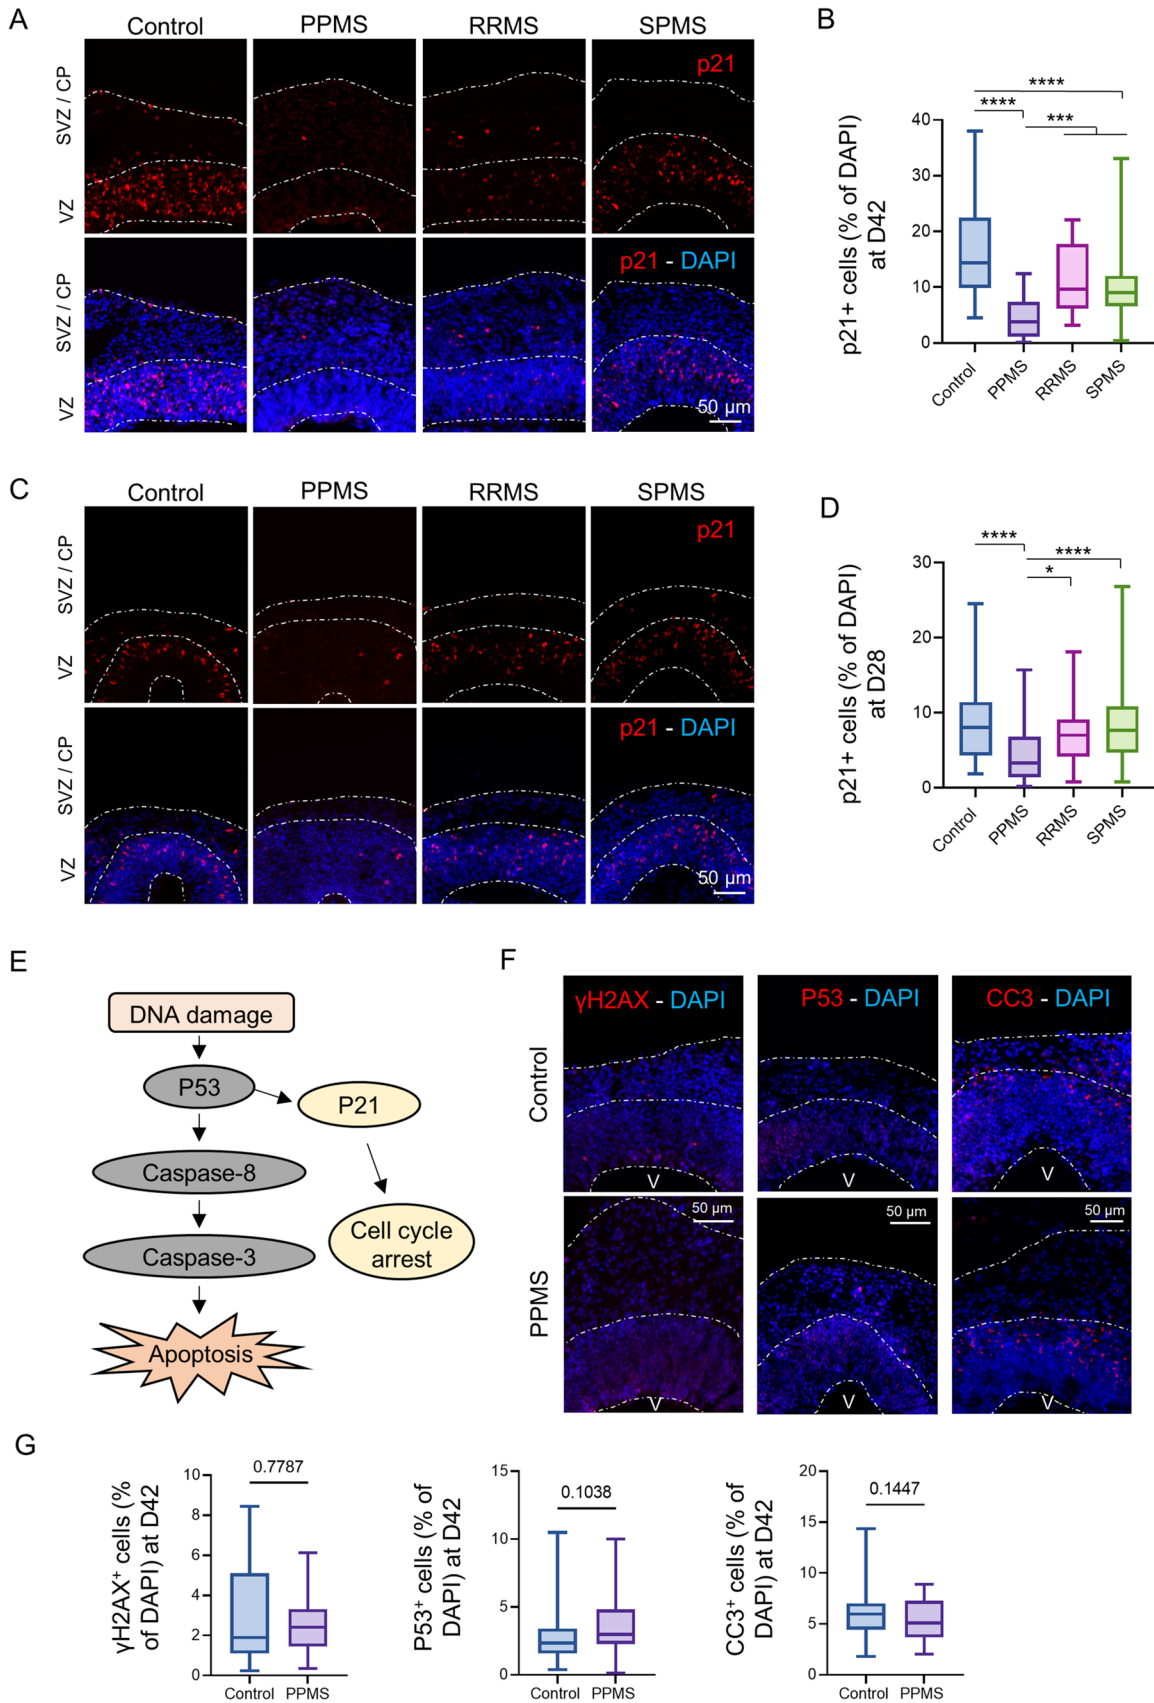 A
Control
PPMS
RRMS
SPMS
SVZ / CP
VZ
p21
SVZ / CP
VZ
p21 - DAPI
50 µm
B
p21+ cells (% of DAPI)
at D42
40
30
20
10
0
****
****
***
Control
PPMS
RRMS
SPMS
C
Control
PPMS
RRMS
SPMS
SVZ / CP
VZ
p21
SVZ / CP
VZ
p21 - DAPI
50 µm
D
p21+ cells (% of DAPI)
at D28
30
20
10
0
****
****
*
Control
PPMS
RRMS
SPMS
E
DNA damage
P53
P21
Caspase-8
Cell cycle
arrest
Caspase-3
Apoptosis
F
γH2AX - DAPI
P53 - DAPI
CC3 - DAPI
Control
V
V
V
PPMS
50 µm
50 µm
50 µm
V
V
V
G
γH2AX+ cells (%
of DAPI) at D42
10
8
6
4
2
0
0.7787
Control
PPMS
P53+ cells (% of
DAPI) at D42
15
10
5
0
0.1038
Control
PPMS
CC3+ cells (% of
DAPI) at D42
20
15
10
5
0
0.1447
Control
PPMS